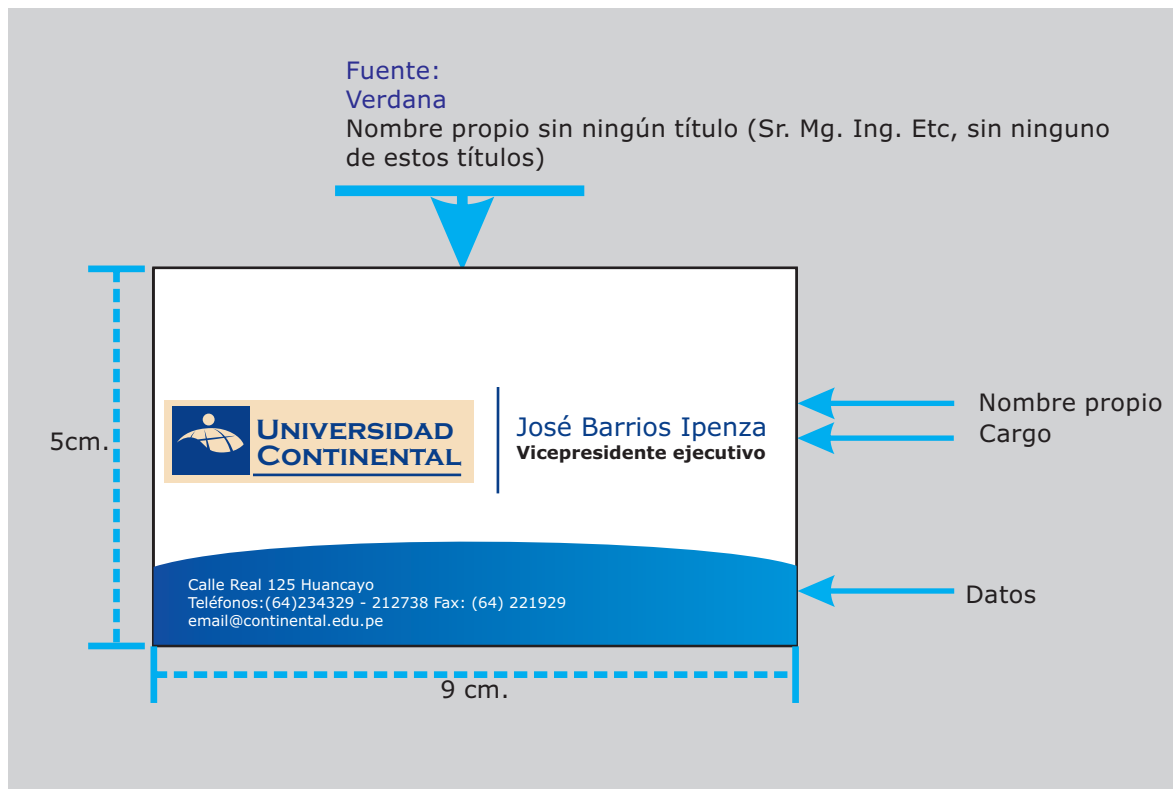 Fuente:
Verdana
Nombre propio sin ningún título (Sr. Mg. Ing. Etc, sin ninguno
de estos títulos)
5cm.
UNIVERSIDAD
CONTINENTAL
José Barrios Ipenza
Vicepresidente ejecutivo
Nombre propio
Cargo
Calle Real 125 Huancayo
Teléfonos:(64)234329 - 212738 Fax: (64) 221929
email@continental.edu.pe
Datos
9 cm.